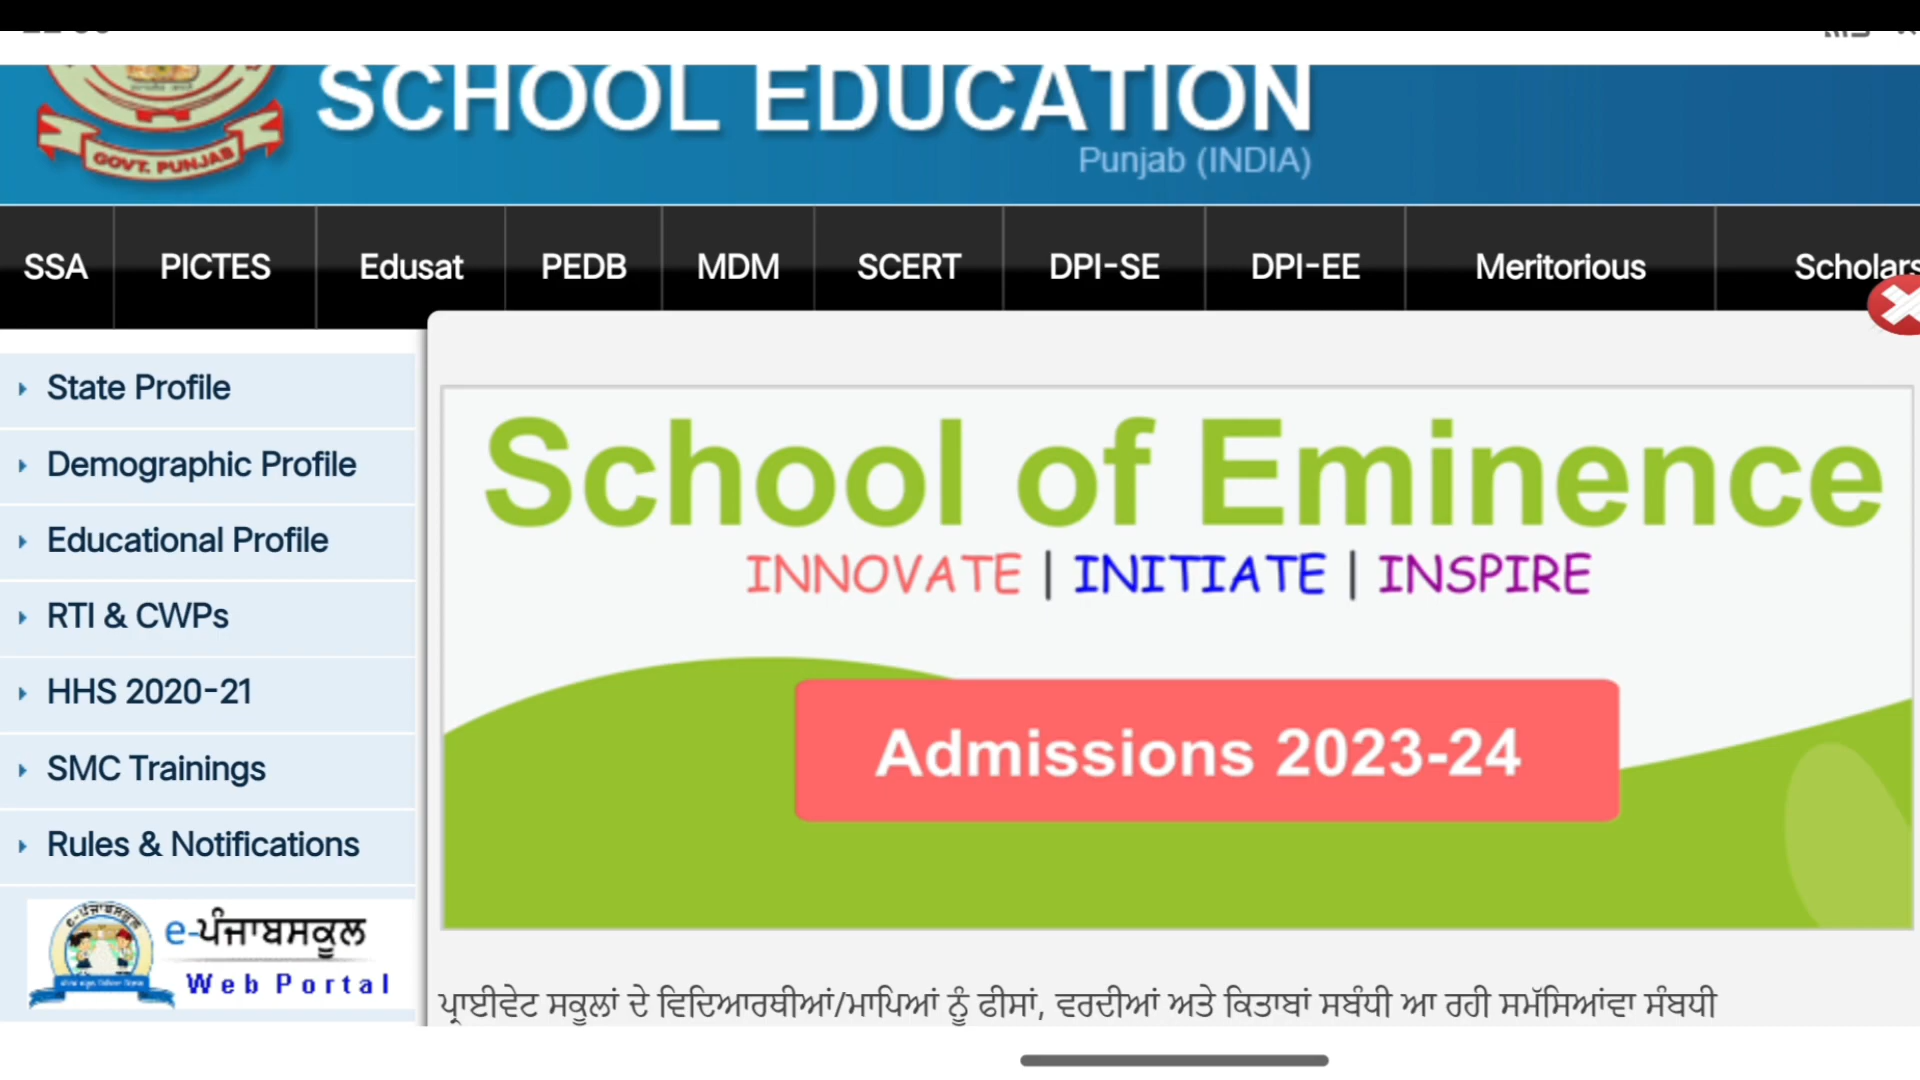 SCHOOL EDUCATION
Punjab (INDIA)
GOVT. PUNJAB
SSA PICTES Edusat PEDB MDM SCERT DPI-SE DPI-EE Meritorious Scholars
State Profile
Demographic Profile
Educational Profile
RTI & CWPs
HHS 2020-21
SMC Trainings
Rules & Notifications
e-ਪੰਜਾਬਸਕੂਲ
Web Portal
School of Eminence
INNOVATE | INITIATE | INSPIRE
Admissions 2023-24
ਪ੍ਰਾਈਵੇਟ ਸਕੂਲਾਂ ਦੇ ਵਿਦਿਆਰਥੀਆਂ/ਮਾਪਿਆਂ ਨੂੰ ਫੀਸਾਂ, ਵਰਦੀਆਂ ਅਤੇ ਕਿਤਾਬਾਂ ਸਬੰਧੀ ਆ ਰਹੀ ਸਮੱਸਿਆਂਵਾ ਸੰਬਧੀ